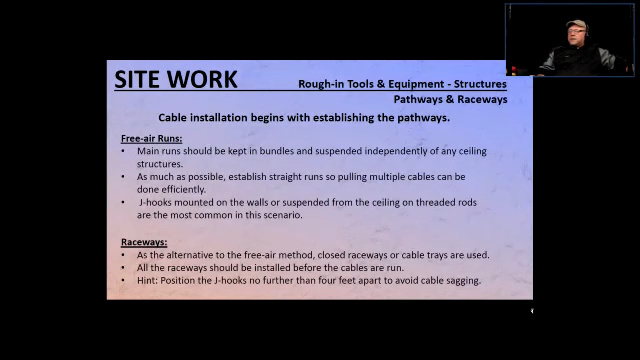 SITE WORK
Rough-in Tools & Equipment - Structures
Pathways & Raceways
Cable installation begins with establishing the pathways.
Free-air Runs:
• Main runs should be kept in bundles and suspended independently of any ceiling
structures.
• As much as possible, establish straight runs so pulling multiple cables can be
done efficiently.
• J-hooks mounted on the walls or suspended from the ceiling on threaded rods
are the most common in this scenario.
Raceways:
• As the alternative to the free-air method, closed raceways or cable trays are used.
• All the raceways should be installed before the cables are run.
• Hint: Position the J-hooks no further than four feet apart to avoid cable sagging.